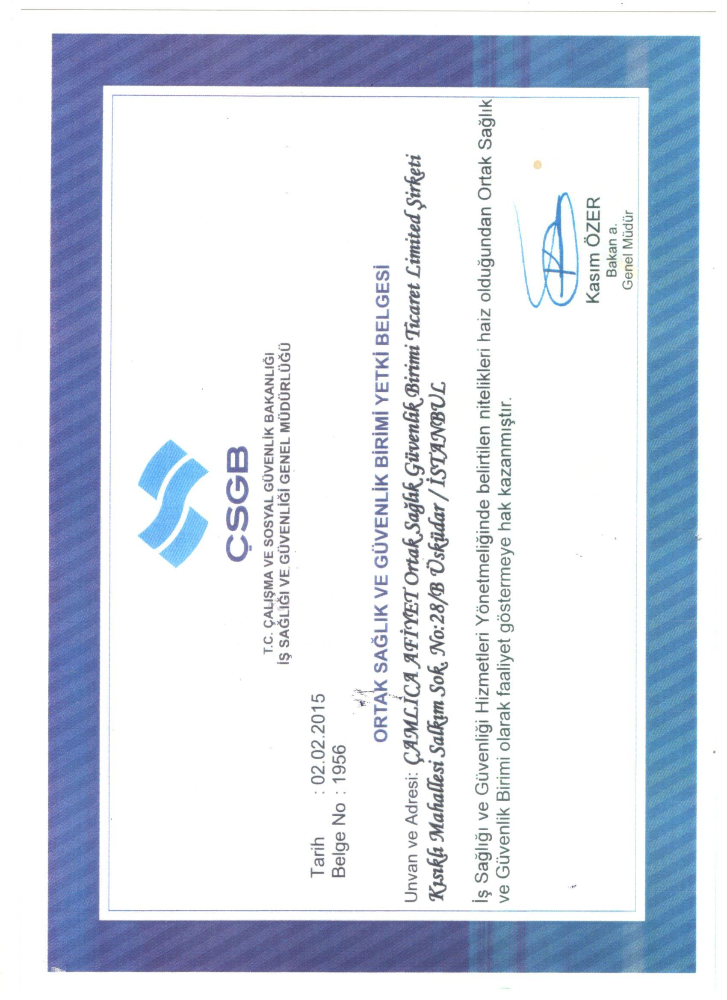 ÇSGB
T.C. ÇALIŞMA VE SOSYAL GÜVENLİK BAKANLIĞI
İŞ SAĞLIĞI VE GÜVENLİĞİ GENEL MÜDÜRLÜĞÜ
Tarih : 02.02.2015
Belge No : 1956
ORTAK SAĞLIK VE GÜVENLİK BİRİMİ YETKİ BELGESİ
Unvan ve Adresi: ÇAMLICA AFİYET Ortak Sağlık Güvenlik Birimi Ticaret Limited Şirketi
Kısıklı Mahallesi Salkım Sok. No:28/B Üsküdar / İSTANBUL
İş Sağlığı ve Güvenliği Hizmetleri Yönetmeliğinde belirtilen nitelikleri haiz olduğundan Ortak Sağlık
ve Güvenlik Birimi olarak faaliyet göstermeye hak kazanmıştır.
Kasım ÖZER
Bakan a.
Genel Müdür